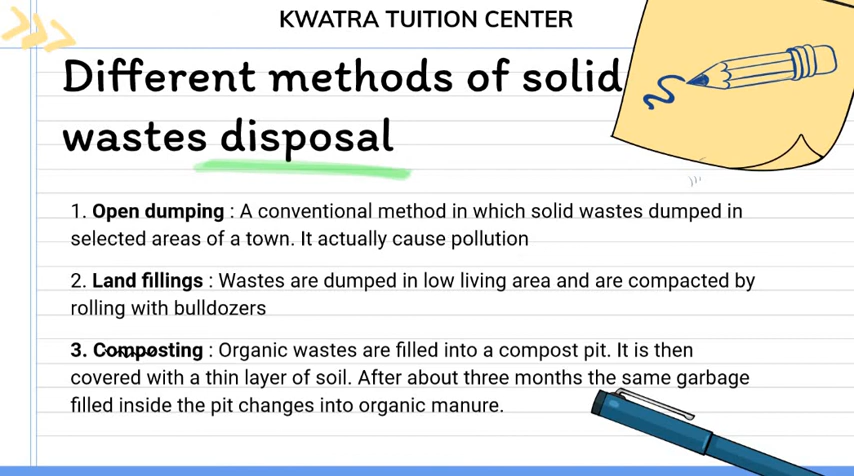 KWATRA TUITION CENTER
Different methods of solid
wastes disposal
1. Open dumping : A conventional method in which solid wastes dumped in
selected areas of a town. It actually cause pollution
2. Land fillings : Wastes are dumped in low living area and are compacted by
rolling with bulldozers
3. Composting : Organic wastes are filled into a compost pit. It is then
covered with a thin layer of soil. After about three months the same garbage
filled inside the pit changes into organic manure.